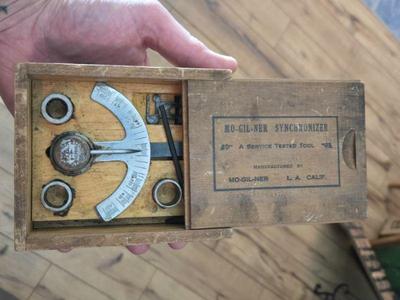 MO-GIL-NER SYNCHRONIZER
A SERVICE TESTED TOOL
MANUFACTURED BY
MO-GIL-NER L. A. CALIF.